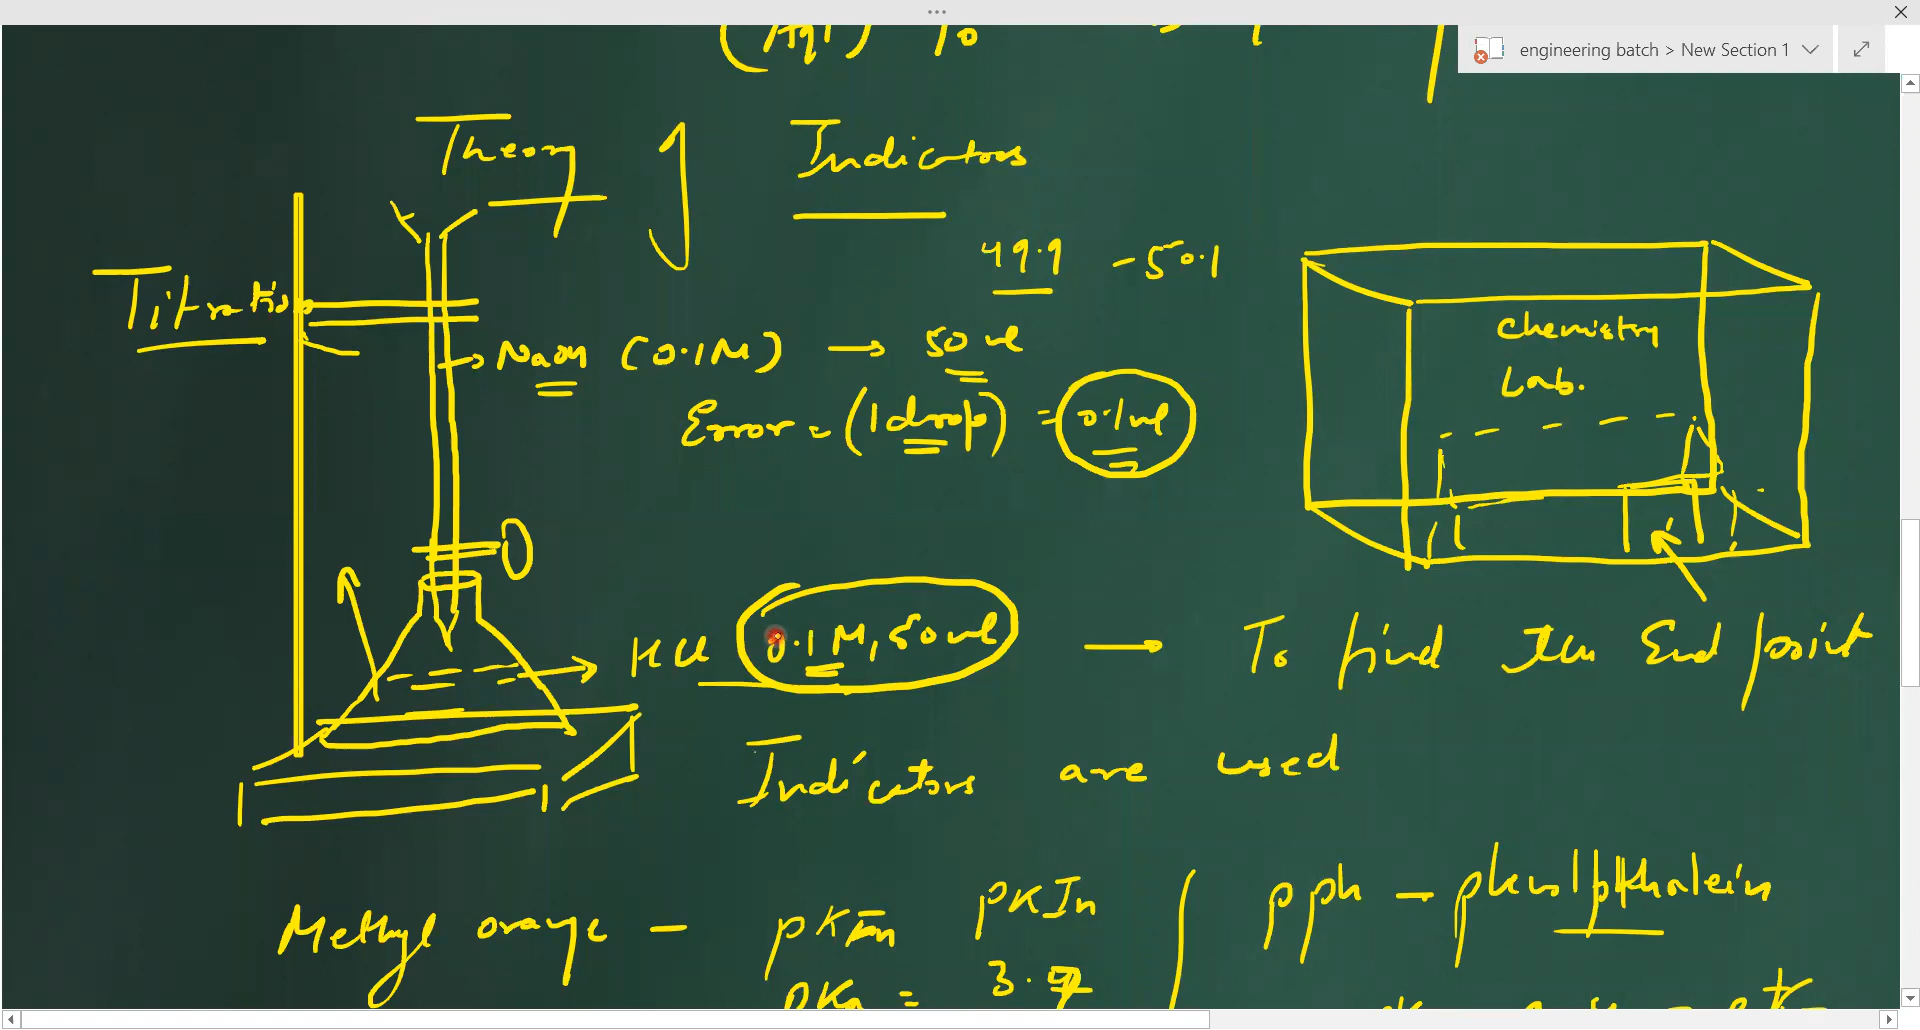 engineering batch > New Section 1
Theory of Indicators
49.9 - 50.1
Titration
NaOH (0.1M) → 50 ml
Error = (1 drop) = 0.1 ml
Chemistry
Lab.
HCl 0.1 M, 50 ml → To find the End point
Indicators are used
Methyl orange - pKIn pKIn
pph - phenolphthalein
pKa = 3.7